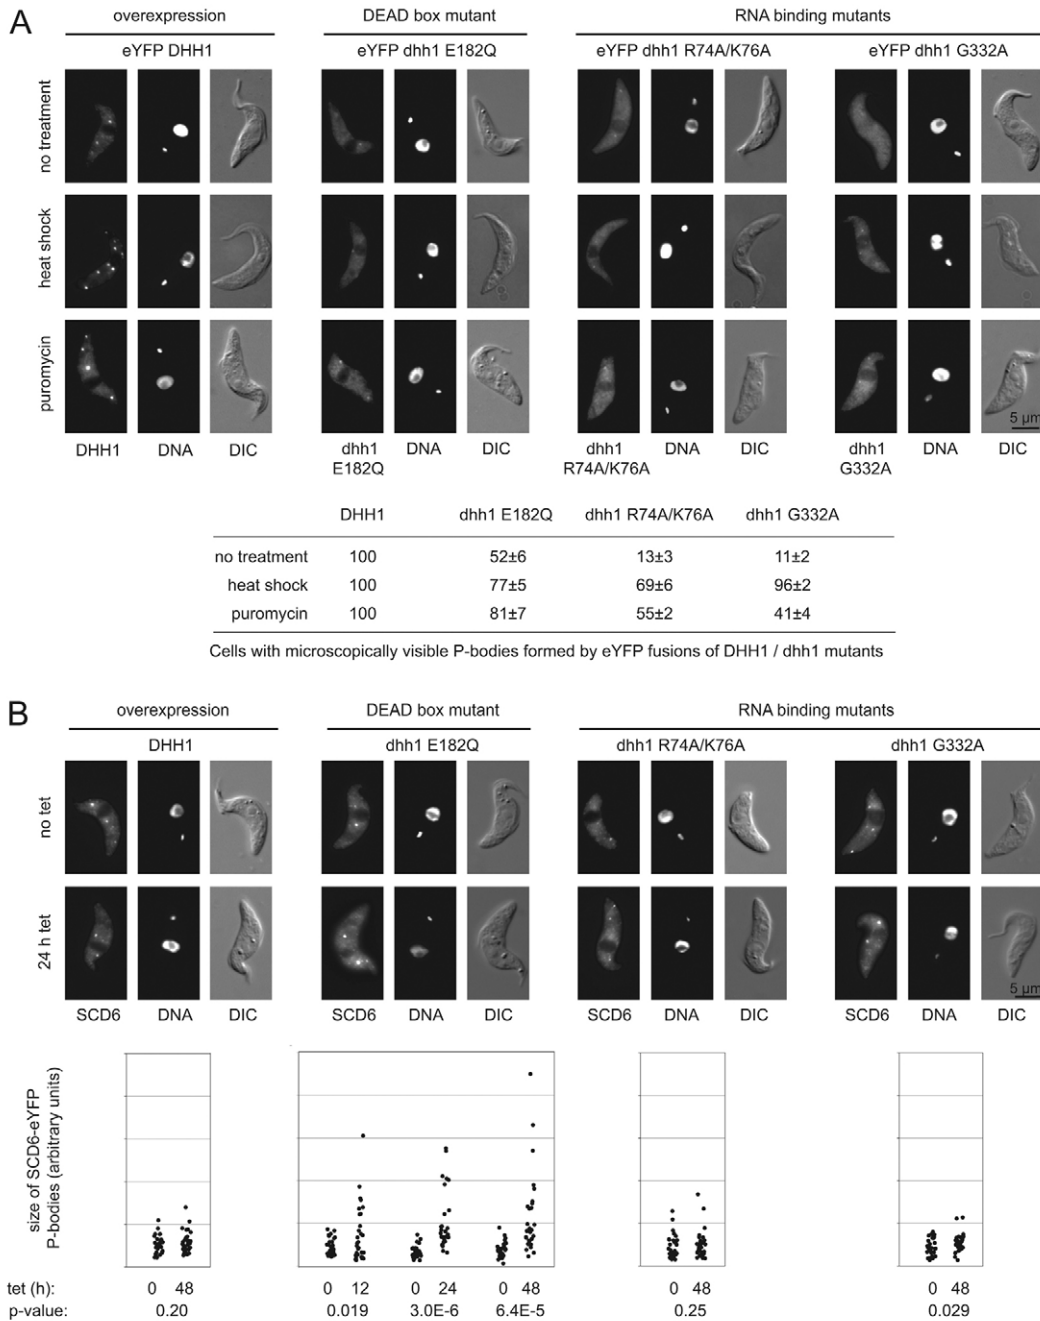 A
overexpression DEAD box mutant RNA binding mutants
eYFP DHH1 eYFP dhh1 E182Q eYFP dhh1 R74A/K76A eYFP dhh1 G332A
no treatment
heat shock
puromycin
5 µm
DHH1 DNA DIC dhh1 E182Q DNA DIC dhh1 R74A/K76A DNA DIC dhh1 G332A DNA DIC
DHH1 dhh1 E182Q dhh1 R74A/K76A dhh1 G332A
no treatment 100 52±6 13±3 11±2
heat shock 100 77±5 69±6 96±2
puromycin 100 81±7 55±2 41±4
Cells with microscopically visible P-bodies formed by eYFP fusions of DHH1 / dhh1 mutants
B
overexpression DEAD box mutant RNA binding mutants
DHH1 dhh1 E182Q dhh1 R74A/K76A dhh1 G332A
no tet
24 h tet
5 µm
SCD6 DNA DIC SCD6 DNA DIC SCD6 DNA DIC SCD6 DNA DIC
size of SCD6-eYFP
P-bodies (arbitrary units)
tet (h): 0 48 0 12 0 24 0 48 0 48 0 48
p-value: 0.20 0.019 3.0E-6 6.4E-5 0.25 0.029